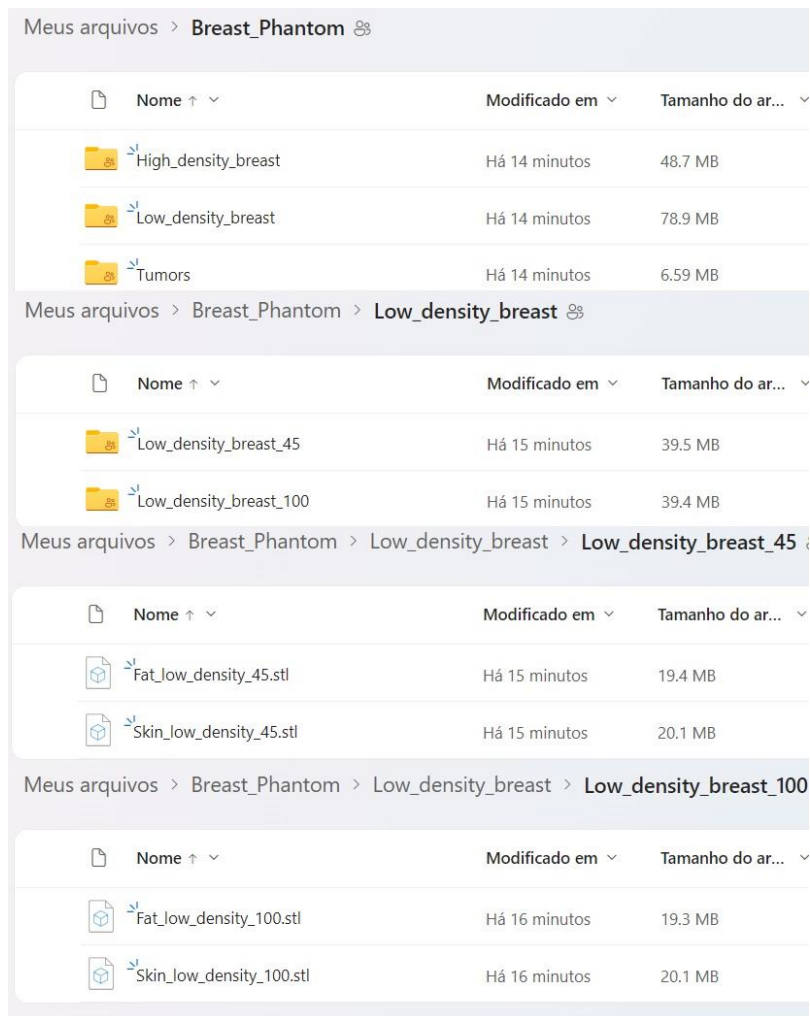 Meus arquivos > Breast_Phantom
Nome ↑ Modificado em Tamanho do ar...
High_density_breast Há 14 minutos 48.7 MB
Low_density_breast Há 14 minutos 78.9 MB
Tumors Há 14 minutos 6.59 MB
Meus arquivos > Breast_Phantom > Low_density_breast
Nome ↑ Modificado em Tamanho do ar...
Low_density_breast_45 Há 15 minutos 39.5 MB
Low_density_breast_100 Há 15 minutos 39.4 MB
Meus arquivos > Breast_Phantom > Low_density_breast > Low_density_breast_45
Nome ↑ Modificado em Tamanho do ar...
Fat_low_density_45.stl Há 15 minutos 19.4 MB
Skin_low_density_45.stl Há 15 minutos 20.1 MB
Meus arquivos > Breast_Phantom > Low_density_breast > Low_density_breast_100
Nome ↑ Modificado em Tamanho do ar...
Fat_low_density_100.stl Há 16 minutos 19.3 MB
Skin_low_density_100.stl Há 16 minutos 20.1 MB